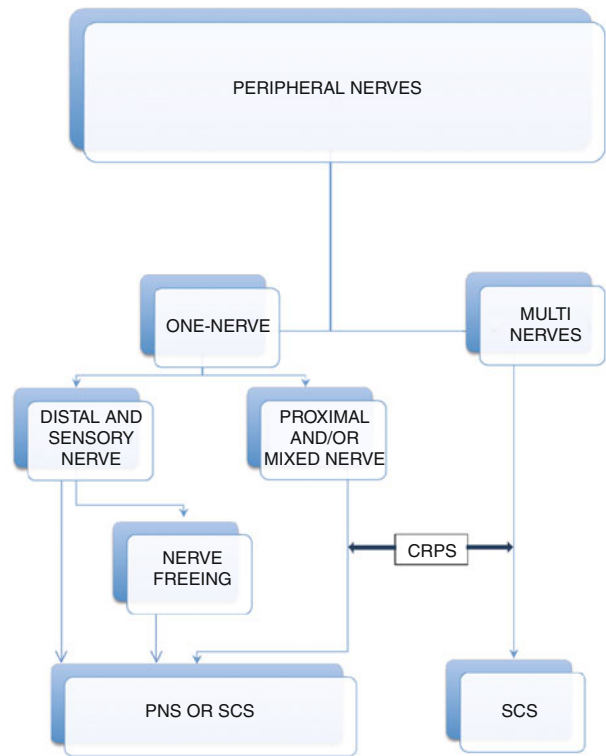 PERIPHERAL NERVES
ONE-NERVE
MULTI
NERVES
DISTAL AND
SENSORY
NERVE
PROXIMAL
AND/OR
MIXED NERVE
NERVE
FREEING
CRPS
PNS OR SCS
SCS